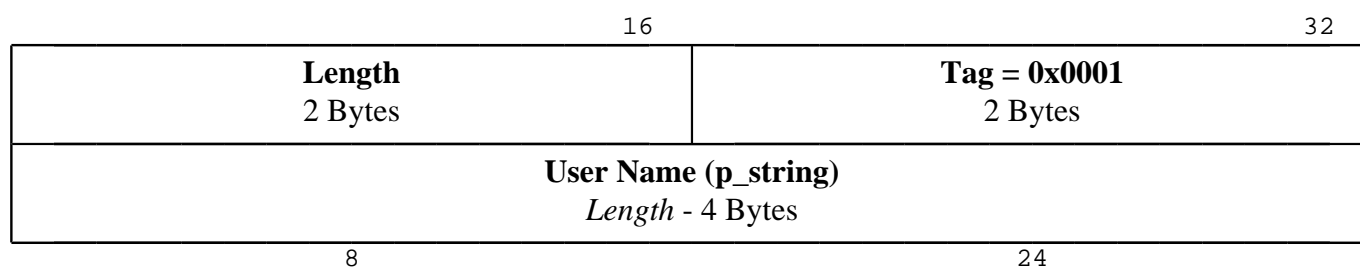 16 32
Length Tag = 0x0001
2 Bytes 2 Bytes
User Name (p_string)
Length - 4 Bytes
8 24